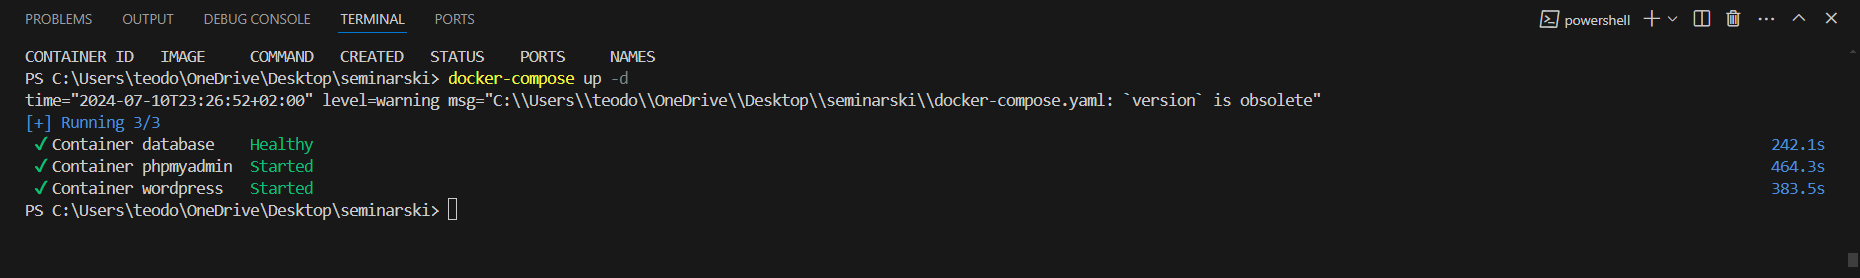 PROBLEMS OUTPUT DEBUG CONSOLE TERMINAL PORTS powershell
CONTAINER ID IMAGE COMMAND CREATED STATUS PORTS NAMES
PS C:\Users\teodo\OneDrive\Desktop\seminarski> docker-compose up -d
time="2024-07-10T23:26:52+02:00" level=warning msg="C:\\Users\\teodo\\OneDrive\\Desktop\\seminarski\\docker-compose.yaml: `version` is obsolete"
[+] Running 3/3
✓ Container database Healthy 242.1s
✓ Container phpmyadmin Started 464.3s
✓ Container wordpress Started 383.5s
PS C:\Users\teodo\OneDrive\Desktop\seminarski>